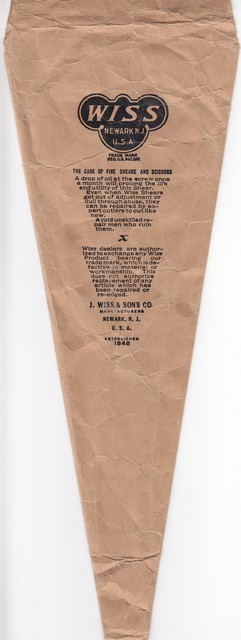 WISS
NEWARK, N.J.
U.S.A.
TRADE MARK
REG. U.S. PAT. OFF.
THE CARE OF FINE SHEARS AND SCISSORS
A drop of oil at the screw once
a month will prolong the life
and utility of this Shear.
Even when Wiss Shears
get out of adjustment or
dull through abuse, they
can be repaired by ex-
pert cutlers to cut like
new.
Avoid unskilled re-
pair men who ruin
them.
Wiss dealers are author-
ized to exchange any Wiss
Product bearing our
trade mark, which is de-
fective in material or
workmanship. This
does not authorize
replacement of any
article which has
been repaired or
re-edged.
J. WISS & SONS CO.
MANUFACTURERS
NEWARK, N. J.
U. S. A.
ESTABLISHED
1848